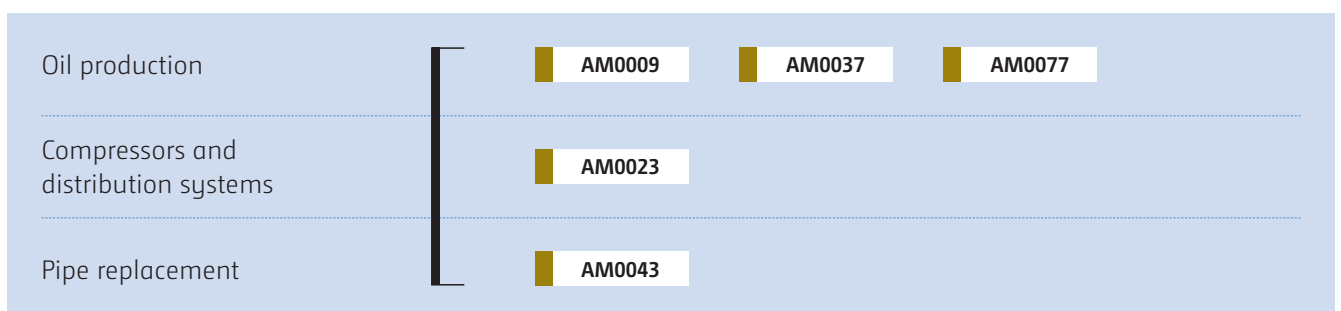 Oil production
AM0009 AM0037 AM0077
Compressors and
distribution systems
AM0023
Pipe replacement
AM0043